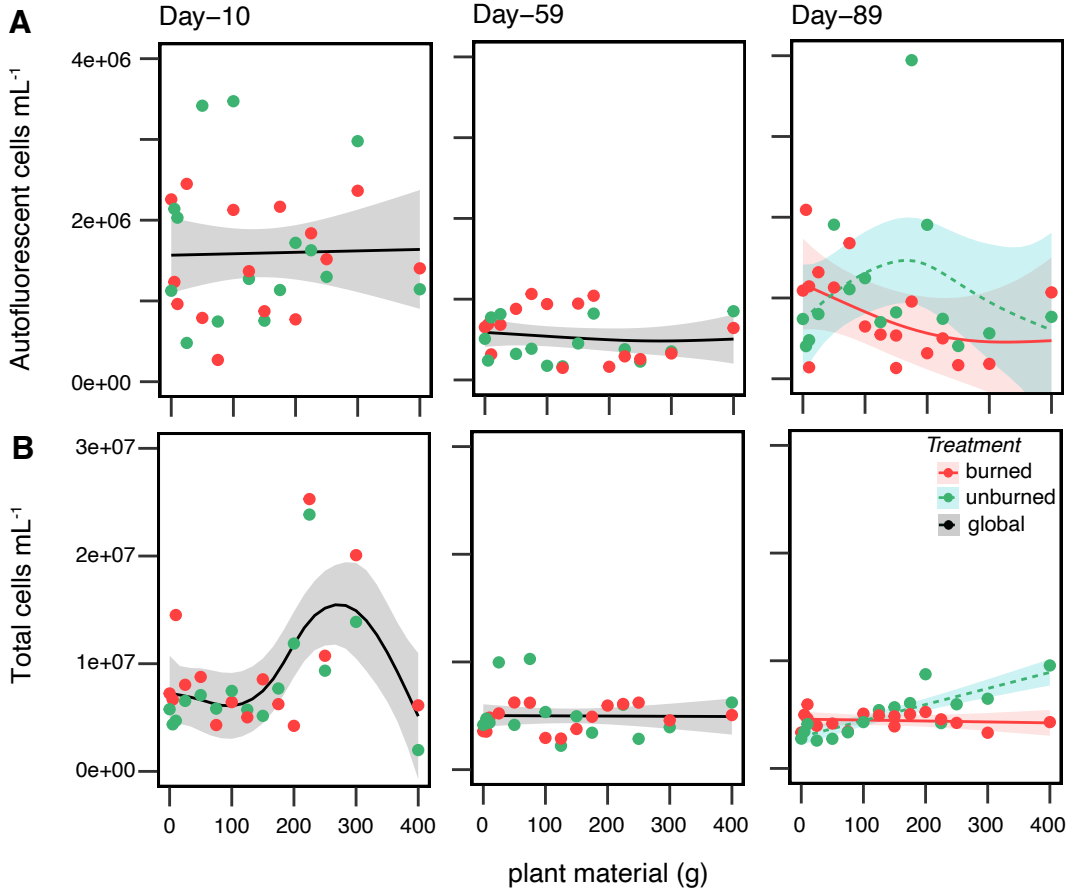 A
Day−10
Day−59
Day−89
Autofluorescent cells mL-1
4e+06
2e+06
0e+00
B
Total cells mL-1
3e+07
2e+07
1e+07
0e+00
Treatment
burned
unburned
global
0 100 200 300 400
0 100 200 300 400
0 100 200 300 400
plant material (g)